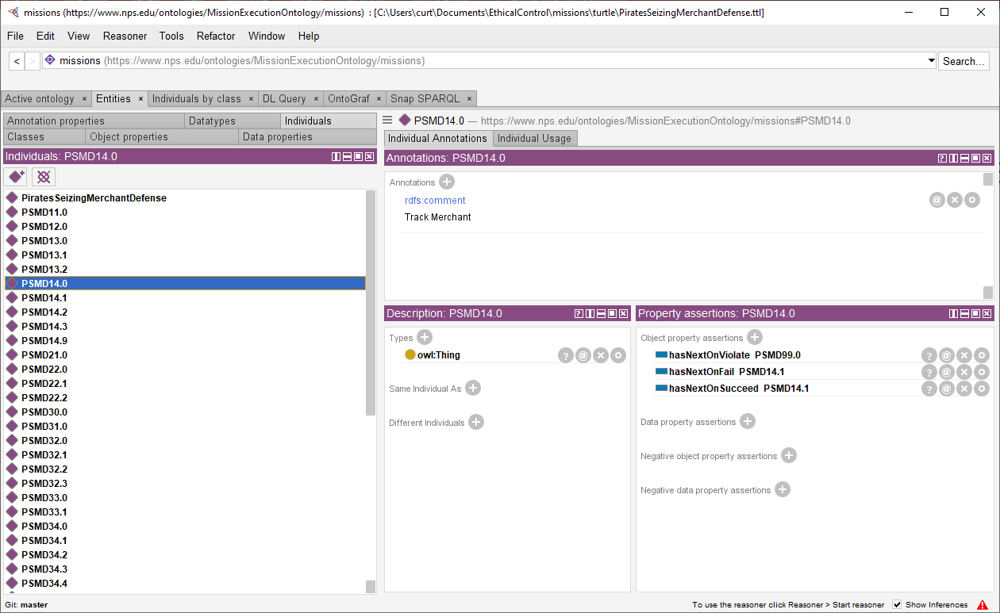 missions (https://www.nps.edu/ontologies/MissionExecutionOntology/missions) : [C:\Users\curt\Documents\EthicalControl\missions\turtle\PiratesSeizingMerchantDefense.ttl]
File Edit View Reasoner Tools Refactor Window Help
< > missions (https://www.nps.edu/ontologies/MissionExecutionOntology/missions) Search...
Active ontology × Entities × Individuals by class × DL Query × OntoGraf × Snap SPARQL ×
Annotation properties Datatypes Individuals
Classes Object properties Data properties
Individuals: PSMD14.0
PiratesSeizingMerchantDefense
PSMD11.0
PSMD12.0
PSMD13.0
PSMD13.1
PSMD13.2
PSMD14.0
PSMD14.1
PSMD14.2
PSMD14.3
PSMD14.9
PSMD21.0
PSMD22.0
PSMD22.1
PSMD22.2
PSMD30.0
PSMD31.0
PSMD32.0
PSMD32.1
PSMD32.2
PSMD32.3
PSMD33.0
PSMD33.1
PSMD34.0
PSMD34.1
PSMD34.2
PSMD34.3
PSMD34.4
PSMD14.0 — https://www.nps.edu/ontologies/MissionExecutionOntology/missions#PSMD14.0
Individual Annotations Individual Usage
Annotations: PSMD14.0
Annotations
rdfs:comment
Track Merchant
Description: PSMD14.0
Types
owl:Thing
Same Individual As
Different Individuals
Property assertions: PSMD14.0
Object property assertions
hasNextOnViolate PSMD99.0
hasNextOnFail PSMD14.1
hasNextOnSucceed PSMD14.1
Data property assertions
Negative object property assertions
Negative data property assertions
Git: master
To use the reasoner click Reasoner > Start reasoner Show Inferences